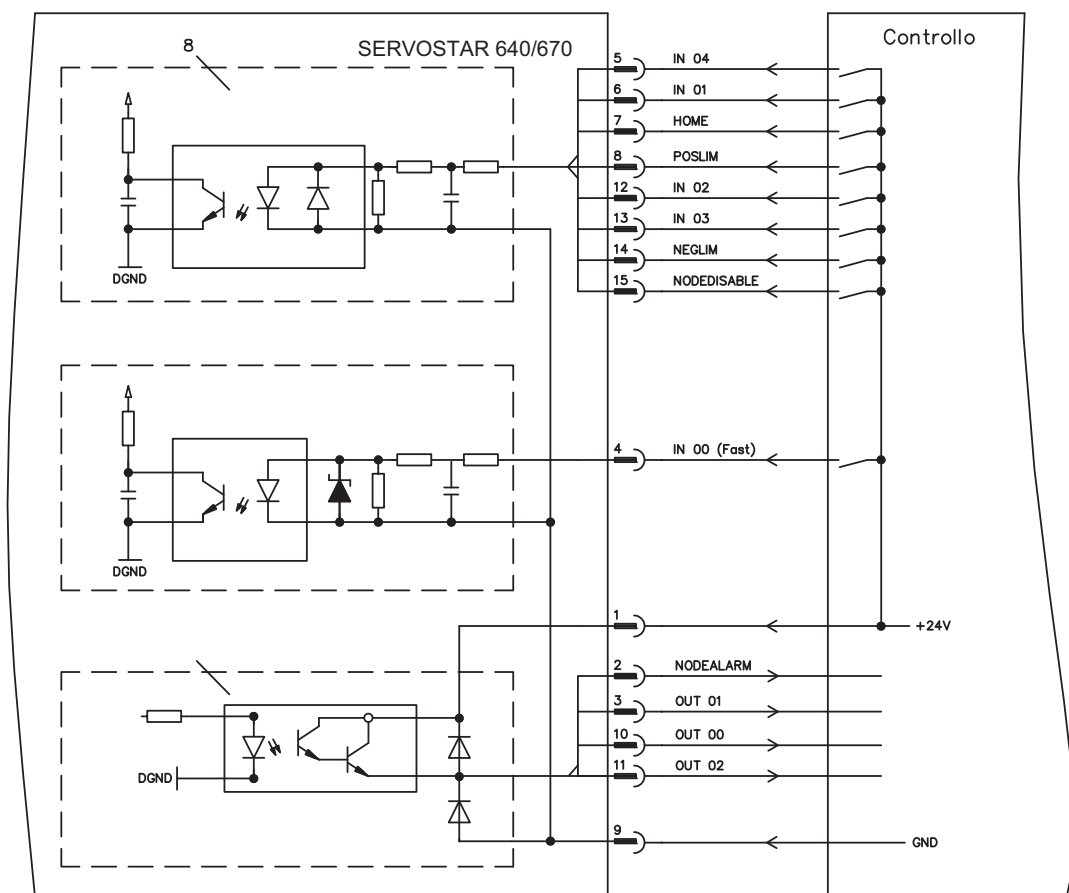 8
SERVOSTAR 640/670
Controllo
5 IN 04
6 IN 01
7 HOME
8 POSLIM
12 IN 02
13 IN 03
14 NEGLIM
15 NODEDISABLE
DGND
4 IN 00 (Fast)
DGND
1 +24V
2 NODEALARM
3 OUT 01
10 OUT 00
11 OUT 02
DGND
9 GND